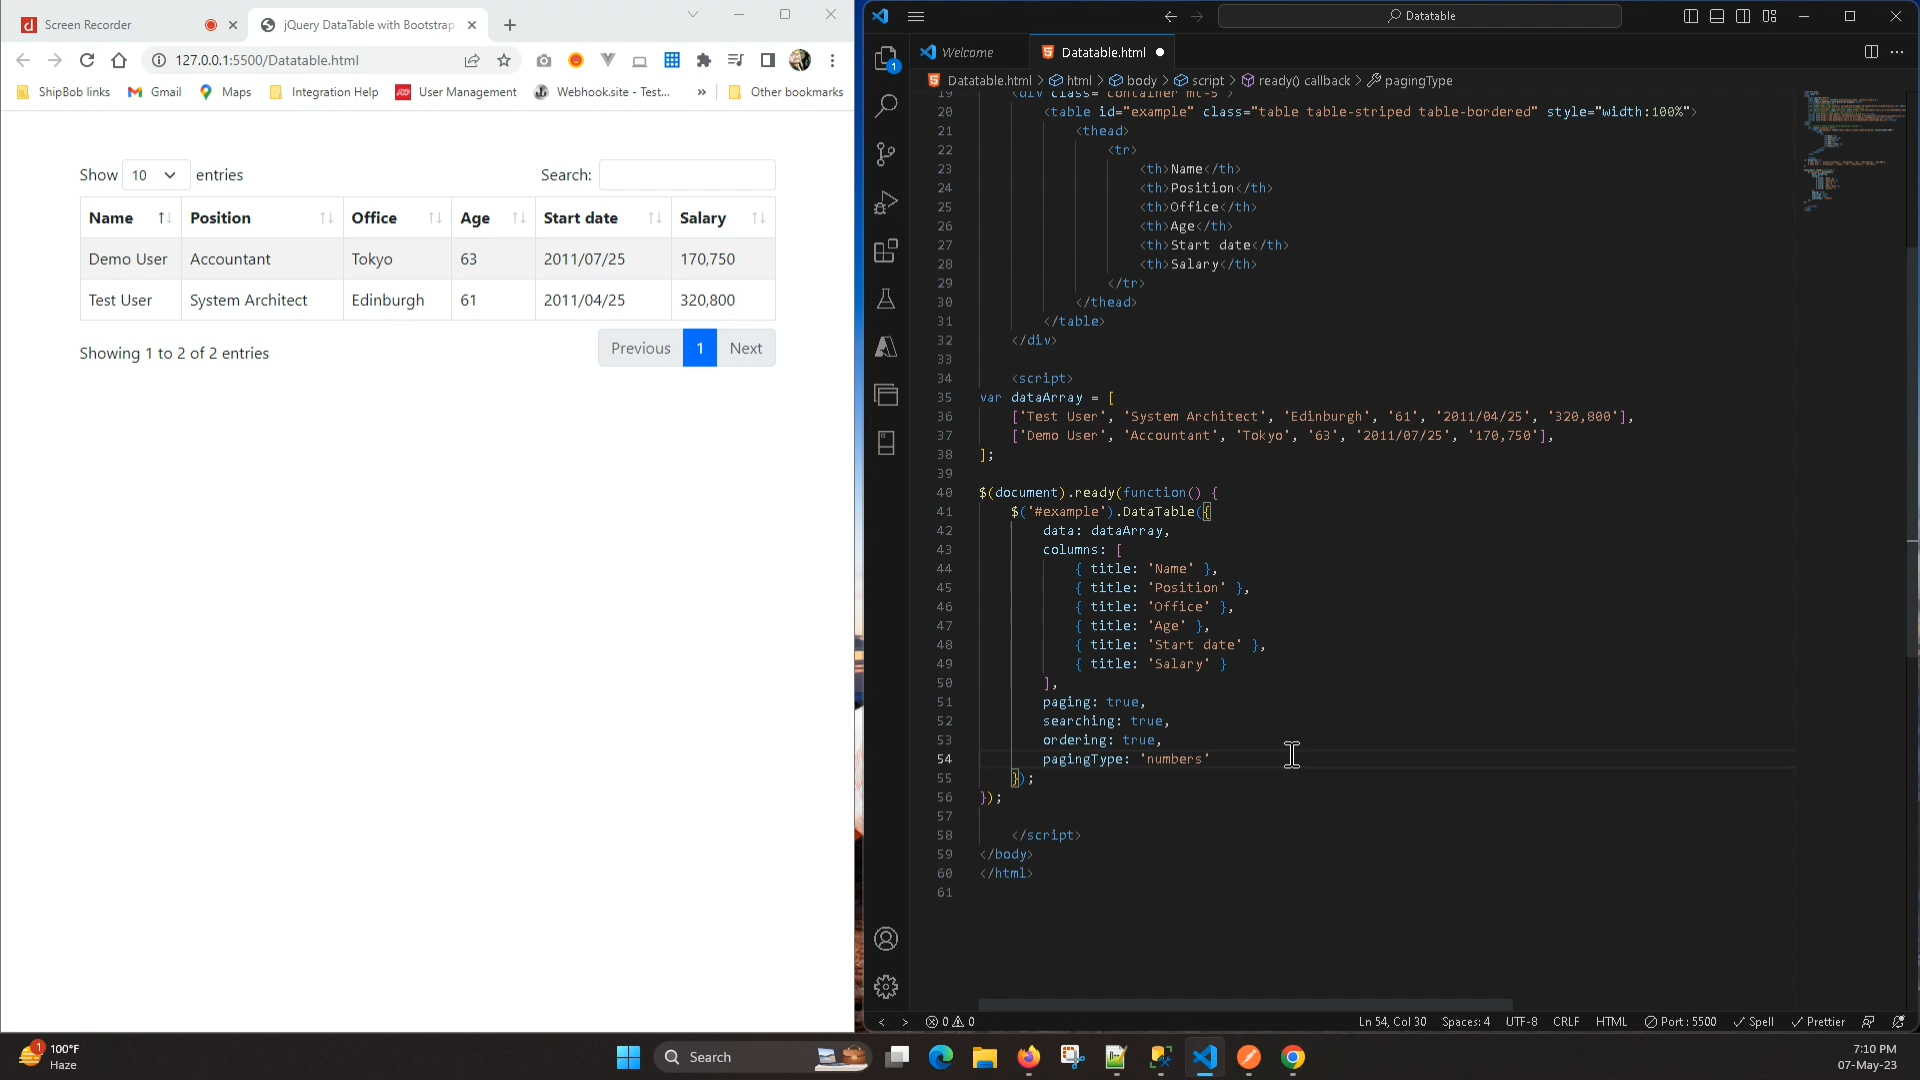 Screen Recorder
jQuery DataTable with Bootstrap
127.0.0.1:5500/Datatable.html
ShipBob links
Gmail
Maps
Integration Help
User Management
Webhook.site - Test...
»
Other bookmarks
Show 10 entries
Search:
Name Position Office Age Start date Salary
Demo User Accountant Tokyo 63 2011/07/25 170,750
Test User System Architect Edinburgh 61 2011/04/25 320,800
Showing 1 to 2 of 2 entries
Previous 1 Next
Datatable
Welcome
Datatable.html
Datatable.html > html > body > script > ready() callback > pagingType
1
19 <div class="container mt-5">
20 <table id="example" class="table table-striped table-bordered" style="width:100%">
21 <thead>
22 <tr>
23 <th>Name</th>
24 <th>Position</th>
25 <th>Office</th>
26 <th>Age</th>
27 <th>Start date</th>
28 <th>Salary</th>
29 </tr>
30 </thead>
31 </table>
32 </div>
33
34 <script>
35 var dataArray = [
36 ['Test User', 'System Architect', 'Edinburgh', '61', '2011/04/25', '320,800'],
37 ['Demo User', 'Accountant', 'Tokyo', '63', '2011/07/25', '170,750'],
38 ];
39
40 $(document).ready(function() {
41 $('#example').DataTable({
42 data: dataArray,
43 columns: [
44 { title: 'Name' },
45 { title: 'Position' },
46 { title: 'Office' },
47 { title: 'Age' },
48 { title: 'Start date' },
49 { title: 'Salary' }
50 ],
51 paging: true,
52 searching: true,
53 ordering: true,
54 pagingType: 'numbers'
55 });
56 });
57
58 </script>
59 </body>
60 </html>
61
0 0
Ln 54, Col 30 Spaces: 4 UTF-8 CRLF HTML Port : 5500 Spell Prettier
1
100°F
Haze
Search
7:10 PM
07-May-23